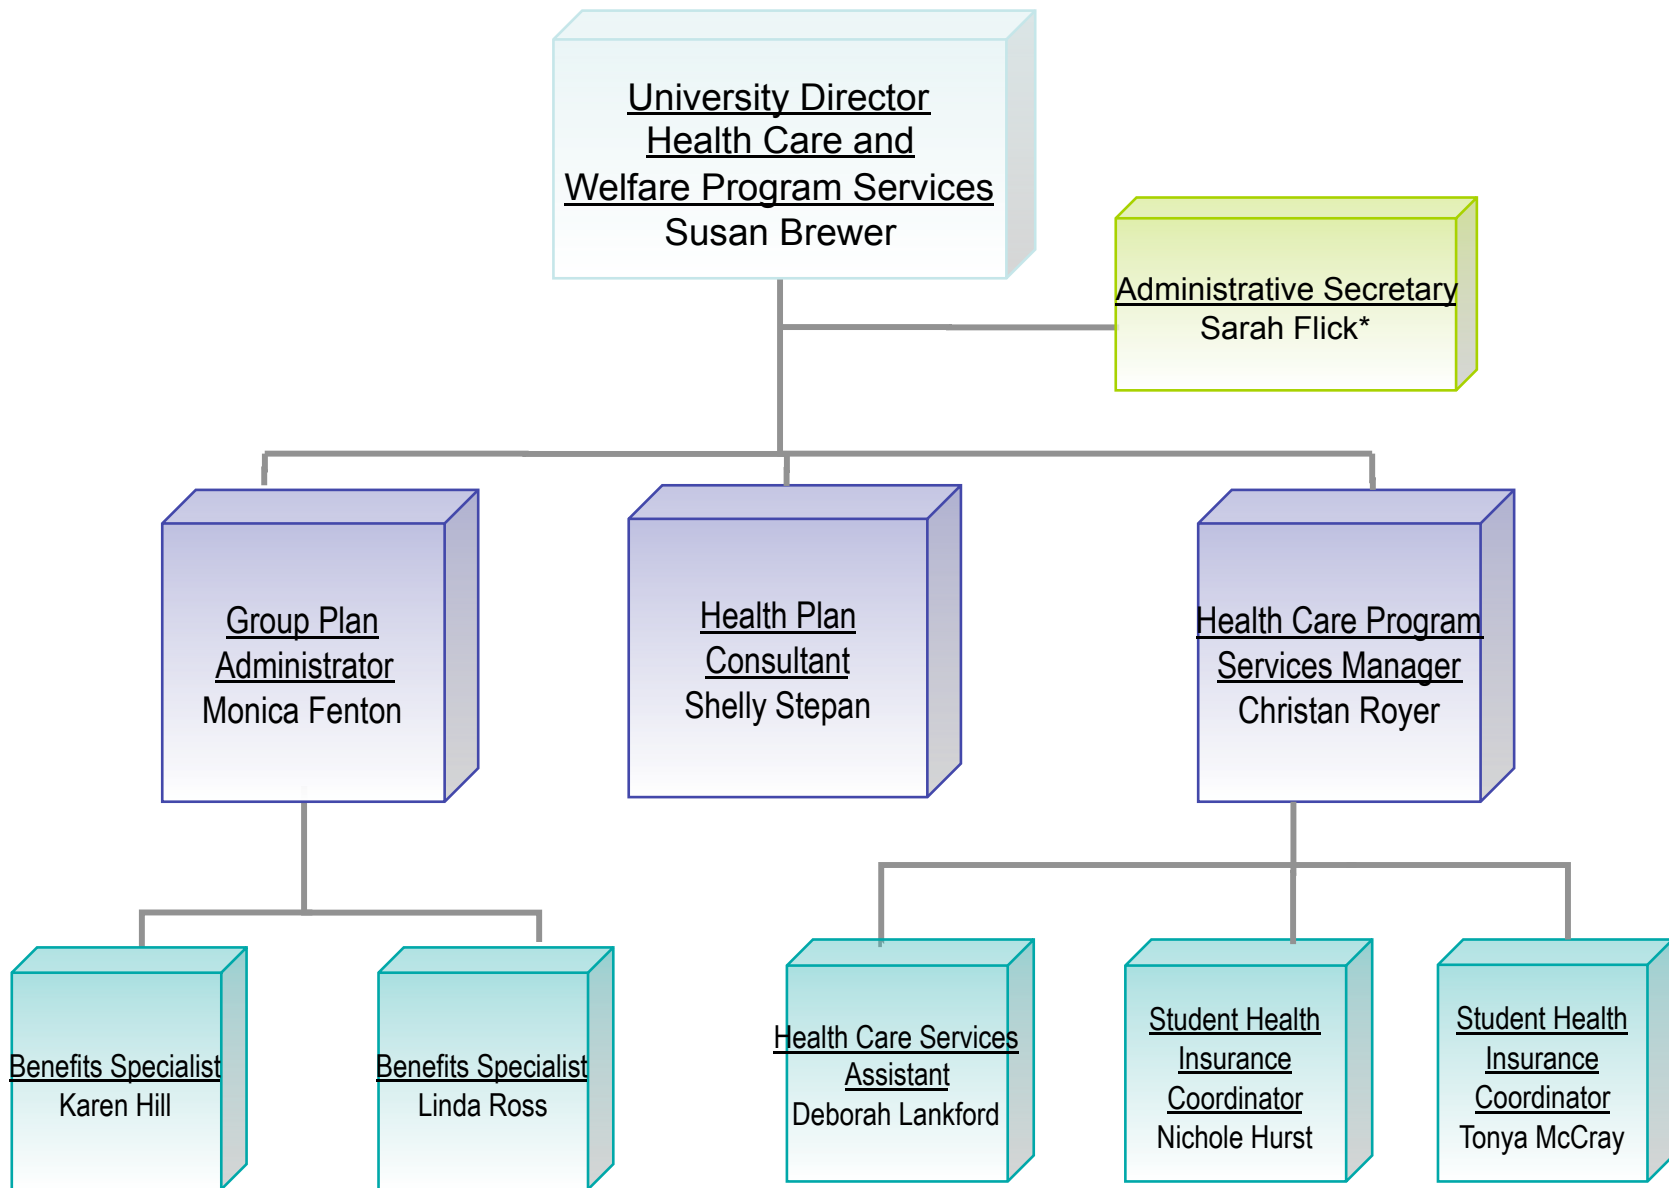 University Director
Health Care and
Welfare Program Services
Susan Brewer
Administrative Secretary
Sarah Flick*
Group Plan
Administrator
Monica Fenton
Health Plan
Consultant
Shelly Stepan
Health Care Program
Services Manager
Christan Royer
Benefits Specialist
Karen Hill
Benefits Specialist
Linda Ross
Health Care Services
Assistant
Deborah Lankford
Student Health
Insurance
Coordinator
Nichole Hurst
Student Health
Insurance
Coordinator
Tonya McCray